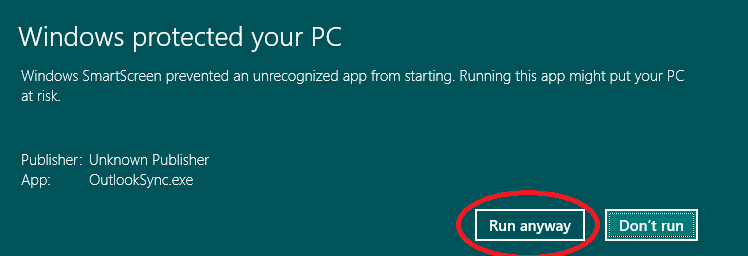 Windows protected your PC
Windows SmartScreen prevented an unrecognized app from starting. Running this app might put your PC
at risk.
Publisher: Unknown Publisher
App: OutlookSync.exe
Run anyway Don't run